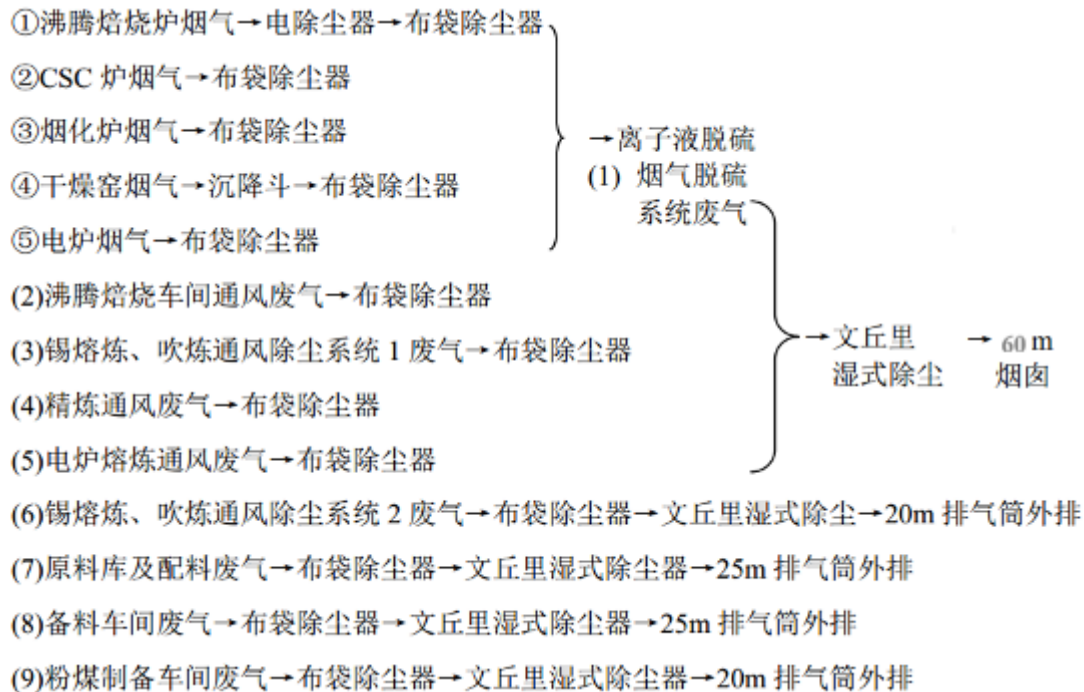 ①沸腾焙烧炉烟气→电除尘器→布袋除尘器
②CSC 炉烟气→布袋除尘器
③烟化炉烟气→布袋除尘器
④干燥窑烟气→沉降斗→布袋除尘器
⑤电炉烟气→布袋除尘器
→离子液脱硫
(1) 烟气脱硫
系统废气
(2)沸腾焙烧车间通风废气→布袋除尘器
(3)锡熔炼、吹炼通风除尘系统 1 废气→布袋除尘器
(4)精炼通风废气→布袋除尘器
(5)电炉熔炼通风废气→布袋除尘器
→文丘里
湿式除尘
→ 60 m
烟囱
(6)锡熔炼、吹炼通风除尘系统 2 废气→布袋除尘器→文丘里湿式除尘→20m 排气筒外排
(7)原料库及配料废气→布袋除尘器→文丘里湿式除尘器→25m 排气筒外排
(8)备料车间废气→布袋除尘器→文丘里湿式除尘器→25m 排气筒外排
(9)粉煤制备车间废气→布袋除尘器→文丘里湿式除尘器→20m 排气筒外排